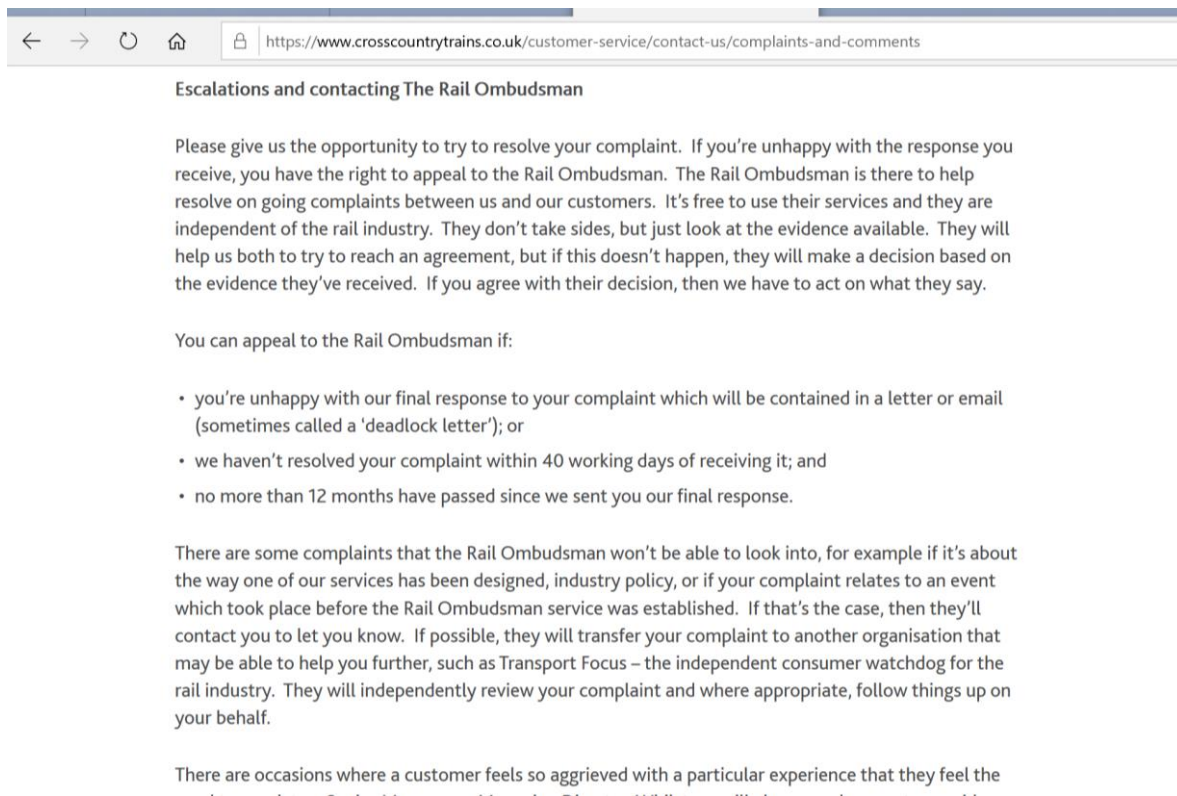 https://www.crosscountrytrains.co.uk/customer-service/contact-us/complaints-and-comments
Escalations and contacting The Rail Ombudsman
Please give us the opportunity to try to resolve your complaint. If you're unhappy with the response you
receive, you have the right to appeal to the Rail Ombudsman. The Rail Ombudsman is there to help
resolve on going complaints between us and our customers. It's free to use their services and they are
independent of the rail industry. They don't take sides, but just look at the evidence available. They will
help us both to try to reach an agreement, but if this doesn't happen, they will make a decision based on
the evidence they've received. If you agree with their decision, then we have to act on what they say.
You can appeal to the Rail Ombudsman if:
• you're unhappy with our final response to your complaint which will be contained in a letter or email
(sometimes called a 'deadlock letter'); or
• we haven't resolved your complaint within 40 working days of receiving it; and
• no more than 12 months have passed since we sent you our final response.
There are some complaints that the Rail Ombudsman won't be able to look into, for example if it's about
the way one of our services has been designed, industry policy, or if your complaint relates to an event
which took place before the Rail Ombudsman service was established. If that's the case, then they'll
contact you to let you know. If possible, they will transfer your complaint to another organisation that
may be able to help you further, such as Transport Focus – the independent consumer watchdog for the
rail industry. They will independently review your complaint and where appropriate, follow things up on
your behalf.
There are occasions where a customer feels so aggrieved with a particular experience that they feel the